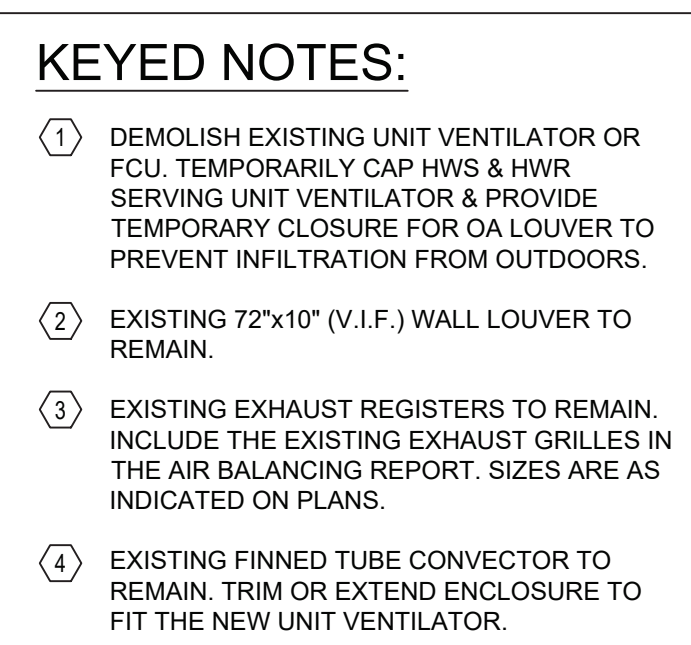 KEYED NOTES:
1 DEMOLISH EXISTING UNIT VENTILATOR OR
FCU. TEMPORARILY CAP HWS & HWR
SERVING UNIT VENTILATOR & PROVIDE
TEMPORARY CLOSURE FOR OA LOUVER TO
PREVENT INFILTRATION FROM OUTDOORS.
2 EXISTING 72"x10" (V.I.F.) WALL LOUVER TO
REMAIN.
3 EXISTING EXHAUST REGISTERS TO REMAIN.
INCLUDE THE EXISTING EXHAUST GRILLES IN
THE AIR BALANCING REPORT. SIZES ARE AS
INDICATED ON PLANS.
4 EXISTING FINNED TUBE CONVECTOR TO
REMAIN. TRIM OR EXTEND ENCLOSURE TO
FIT THE NEW UNIT VENTILATOR.